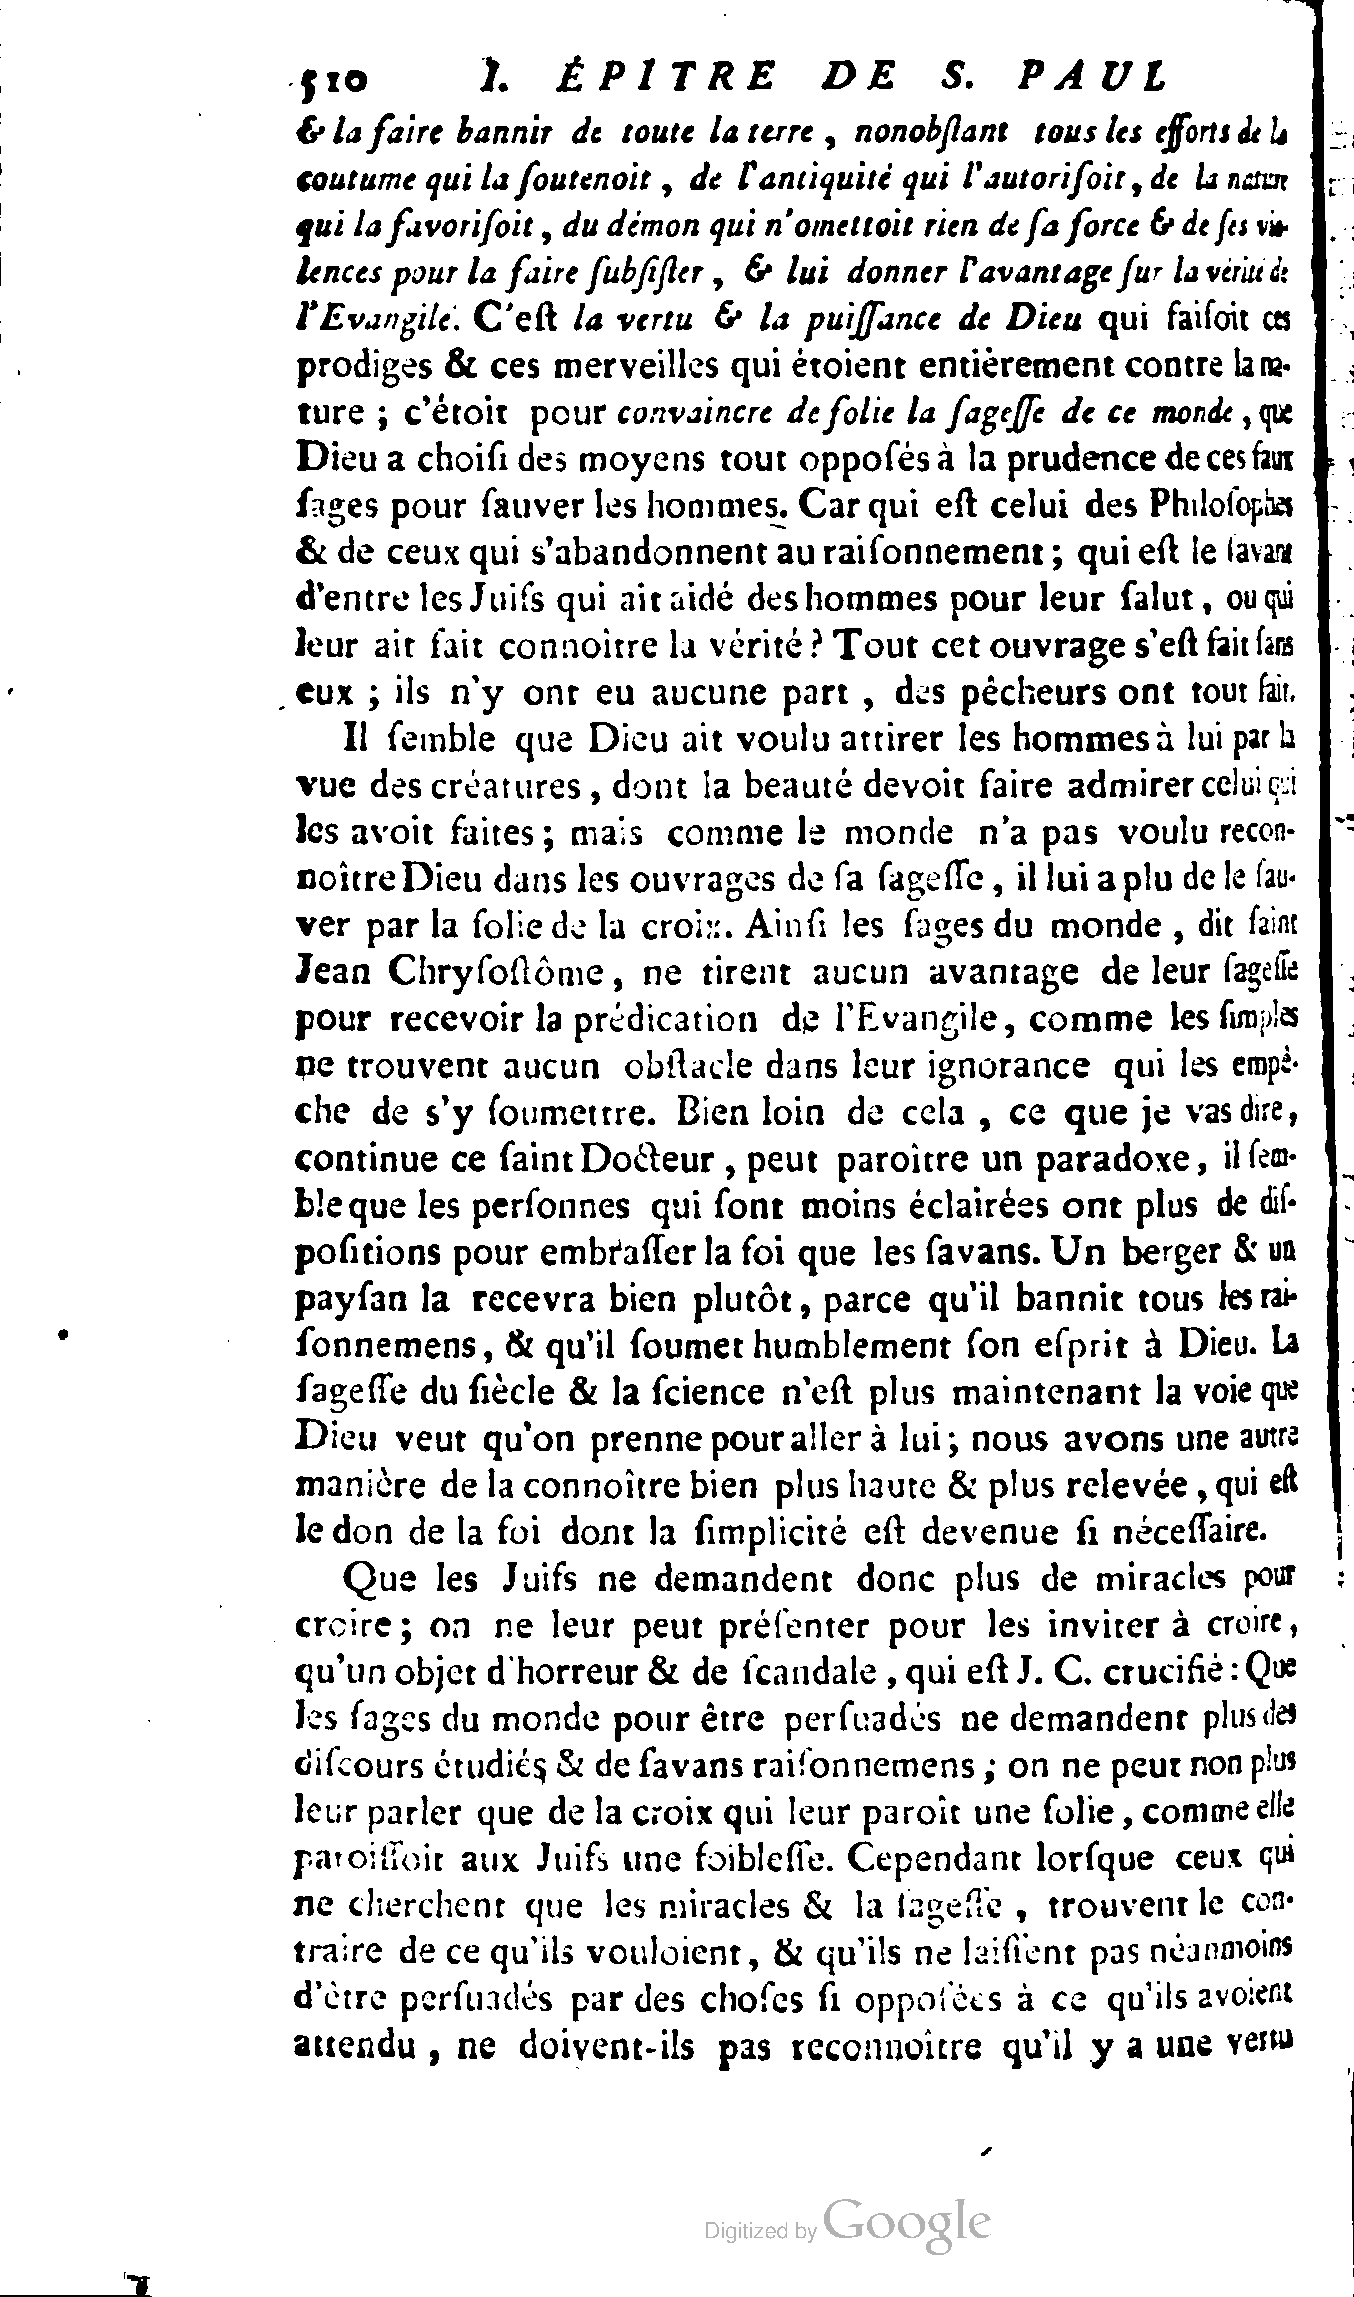 510 I. ÉPITRE DE S. PAUL
& la faire bannir de toute la terre, nonobſtant tous les efforts de la
coutume qui la ſoutenoit, de l'antiquité qui l'autoriſoit, de la nature
qui la favoriſoit, du démon qui n'omettoit rien de ſa force & de ſes vio-
lences pour la faire ſubſiſter, & lui donner l'avantage ſur la vérité de
l'Evangile. C'eſt la vertu & la puiſſance de Dieu qui faiſoit ces
prodiges & ces merveilles qui étoient entièrement contre la na-
ture ; c'étoit pour convaincre de folie la ſageſſe de ce monde, que
Dieu a choiſi des moyens tout oppoſés à la prudence de ces faux
ſages pour ſauver les hommes. Car qui eſt celui des Philoſophes
& de ceux qui s'abandonnent au raiſonnement ; qui eſt le ſavant
d'entre les Juifs qui ait aidé des hommes pour leur ſalut, ou qui
leur ait fait connoitre la vérité ? Tout cet ouvrage s'eſt fait ſans
eux ; ils n'y ont eu aucune part, des pêcheurs ont tout fait.
Il ſemble que Dieu ait voulu attirer les hommes à lui par la
vue des créatures, dont la beauté devoit faire admirer celui qui
les avoit faites ; mais comme le monde n'a pas voulu recon-
noître Dieu dans les ouvrages de ſa ſageſſe, il lui a plu de le ſau-
ver par la folie de la croix. Ainſi les ſages du monde, dit ſaint
Jean Chryſoſtôme, ne tirent aucun avantage de leur ſageſſe
pour recevoir la prédication de l'Evangile, comme les ſimples
ne trouvent aucun obſtacle dans leur ignorance qui les empê-
che de s'y ſoumettre. Bien loin de cela, ce que je vas dire,
continue ce ſaint Docteur, peut paroître un paradoxe, il ſem-
ble que les perſonnes qui ſont moins éclairées ont plus de diſ-
poſitions pour embraſſer la foi que les ſavans. Un berger & un
payſan la recevra bien plutôt, parce qu'il bannit tous les rai-
ſonnemens, & qu'il ſoumet humblement ſon eſprit à Dieu. La
ſageſſe du ſiècle & la ſcience n'eſt plus maintenant la voie que
Dieu veut qu'on prenne pour aller à lui ; nous avons une autre
manière de la connoître bien plus haute & plus relevée, qui eſt
le don de la foi dont la ſimplicité eſt devenue ſi néceſſaire.
Que les Juifs ne demandent donc plus de miracles pour
croire ; on ne leur peut préſenter pour les inviter à croire,
qu'un objet d'horreur & de ſcandale, qui eſt J. C. crucifié : Que
les ſages du monde pour être perſuadés ne demandent plus des
diſcours étudiés & de ſavans raiſonnemens ; on ne peut non plus
leur parler que de la croix qui leur paroît une folie, comme elle
paroiſſoit aux Juifs une foibleſſe. Cependant lorſque ceux qui
ne cherchent que les miracles & la ſageſſe, trouvent le con-
traire de ce qu'ils vouloient, & qu'ils ne laiſſent pas néanmoins
d'être perſuadés par des choſes ſi oppoſées à ce qu'ils avoient
attendu, ne doivent-ils pas reconnoître qu'il y a une vertu
Digitized by Google